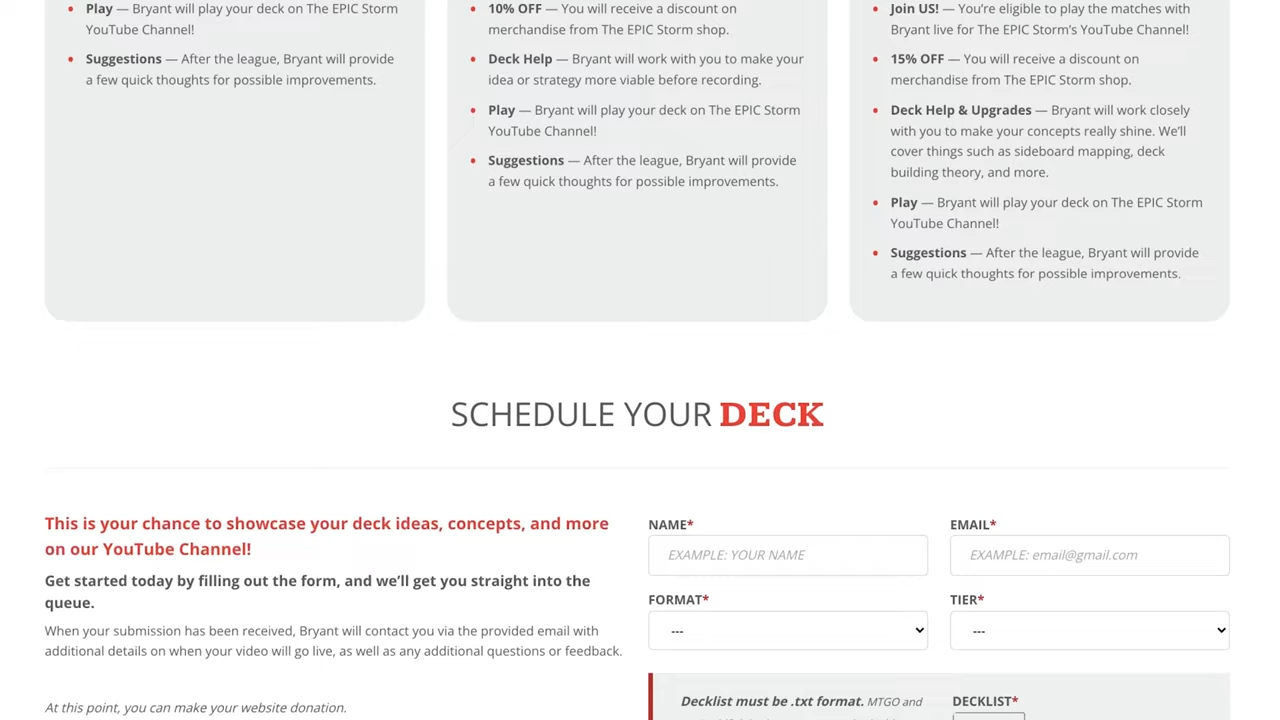 Play — Bryant will play your deck on The EPIC Storm
YouTube Channel!
Suggestions — After the league, Bryant will provide
a few quick thoughts for possible improvements.
10% OFF — You will receive a discount on
merchandise from The EPIC Storm shop.
Deck Help — Bryant will work with you to make your
idea or strategy more viable before recording.
Play — Bryant will play your deck on The EPIC Storm
YouTube Channel!
Suggestions — After the league, Bryant will provide
a few quick thoughts for possible improvements.
Join US! — You're eligible to play the matches with
Bryant live for The EPIC Storm's YouTube Channel!
15% OFF — You will receive a discount on
merchandise from The EPIC Storm shop.
Deck Help & Upgrades — Bryant will work closely
with you to make your concepts really shine. We'll
cover things such as sideboard mapping, deck
building theory, and more.
Play — Bryant will play your deck on The EPIC Storm
YouTube Channel!
Suggestions — After the league, Bryant will provide
a few quick thoughts for possible improvements.
SCHEDULE YOUR DECK
This is your chance to showcase your deck ideas, concepts, and more
on our YouTube Channel!
Get started today by filling out the form, and we'll get you straight into the
queue.
When your submission has been received, Bryant will contact you via the provided email with
additional details on when your video will go live, as well as any additional questions or feedback.
At this point, you can make your website donation.
NAME*
EXAMPLE: YOUR NAME
EMAIL*
EXAMPLE: email@gmail.com
FORMAT*
---
TIER*
---
Decklist must be .txt format. MTGO and
DECKLIST*